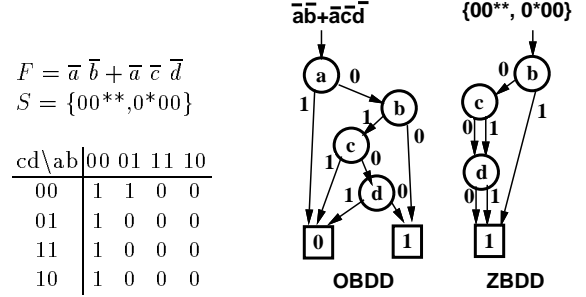 F = a̅ b̅ + a̅ c̅ d̅
S = {00**,0*00}
cd\ab 00 01 11 10
00 1 1 0 0
01 1 0 0 0
11 1 0 0 0
10 1 0 0 0
a̅b̅+a̅c̅d̅
a
0
1
b
1
0
c
1
0
d
1
0
0
1
OBDD
{00**, 0*00}
b
0
1
c
0
1
d
0
1
1
ZBDD